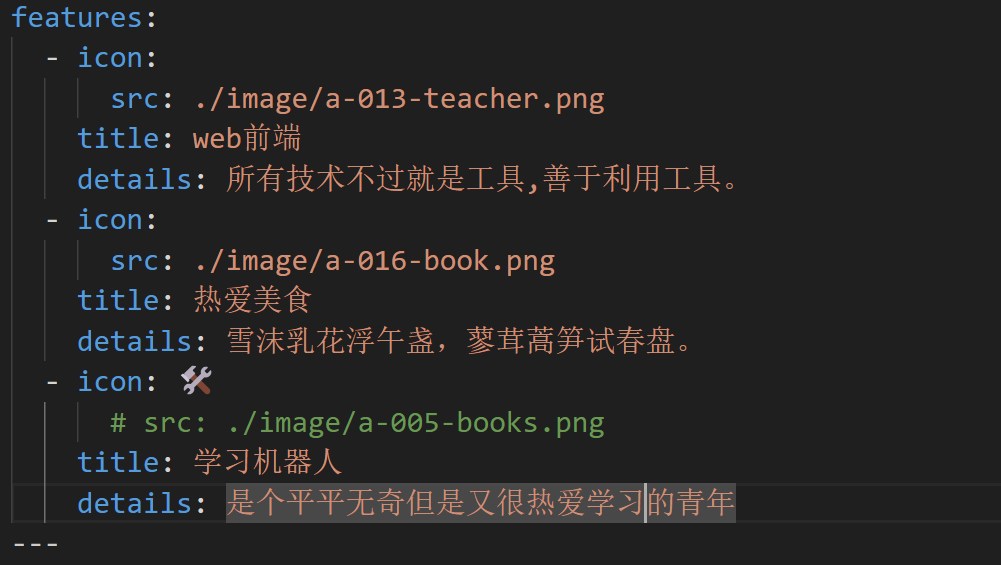 features:
  - icon:
      src: ./image/a-013-teacher.png
    title: web前端
    details: 所有技术不过就是工具,善于利用工具。
  - icon:
      src: ./image/a-016-book.png
    title: 热爱美食
    details: 雪沫乳花浮午盏，蓼茸蒿笋试春盘。
  - icon: 🛠
      # src: ./image/a-005-books.png
    title: 学习机器人
    details: 是个平平无奇但是又很热爱学习的青年
---